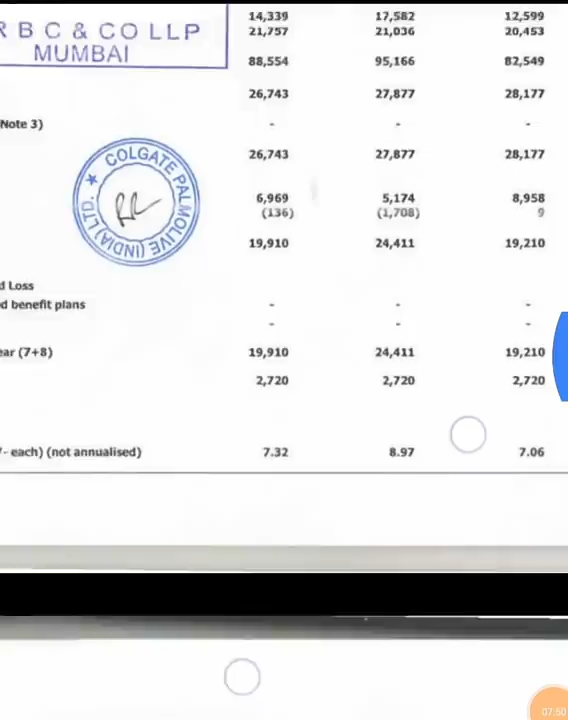 14,339 17,582 12,599
R B C & CO LLP 21,757 21,036 20,453
MUMBAI 88,554 95,166 82,549
26,743 27,877 28,177
Note 3) - - -
26,743 27,877 28,177
COLGATE PALMOLIVE (INDIA) LTD.
6,969 5,174 8,958
(136) (1,708) 9
19,910 24,411 19,210
d Loss
d benefit plans - - -
- - -
ear (7+8) 19,910 24,411 19,210
2,720 2,720 2,720
- each) (not annualised) 7.32 8.97 7.06
07:50